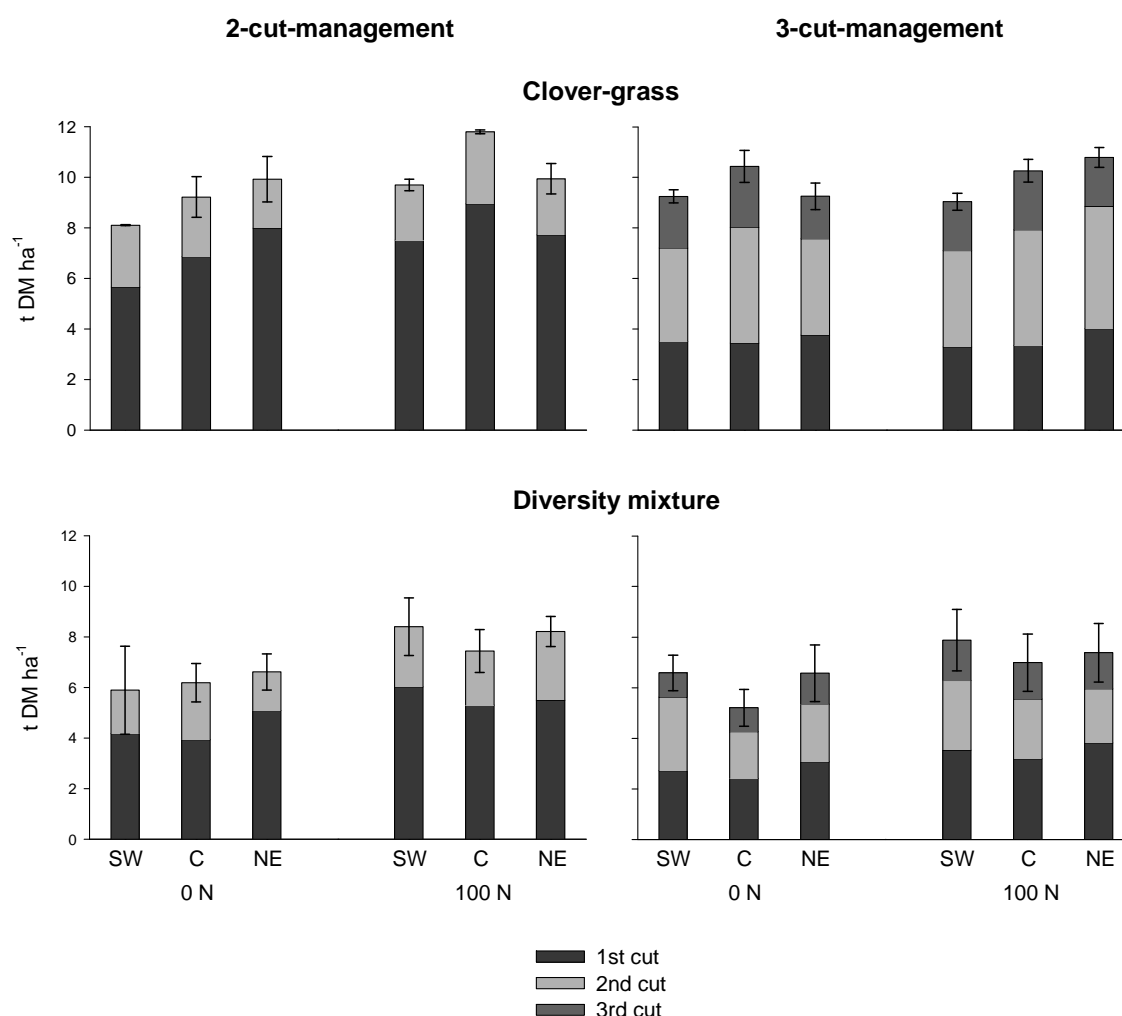 2-cut-management 3-cut-management
Clover-grass
12
10
8
6
4
2
0
t DM ha⁻¹
Diversity mixture
12
10
8
6
4
2
0
t DM ha⁻¹
SW C NE SW C NE SW C NE SW C NE
0 N 100 N 0 N 100 N
1st cut
2nd cut
3rd cut